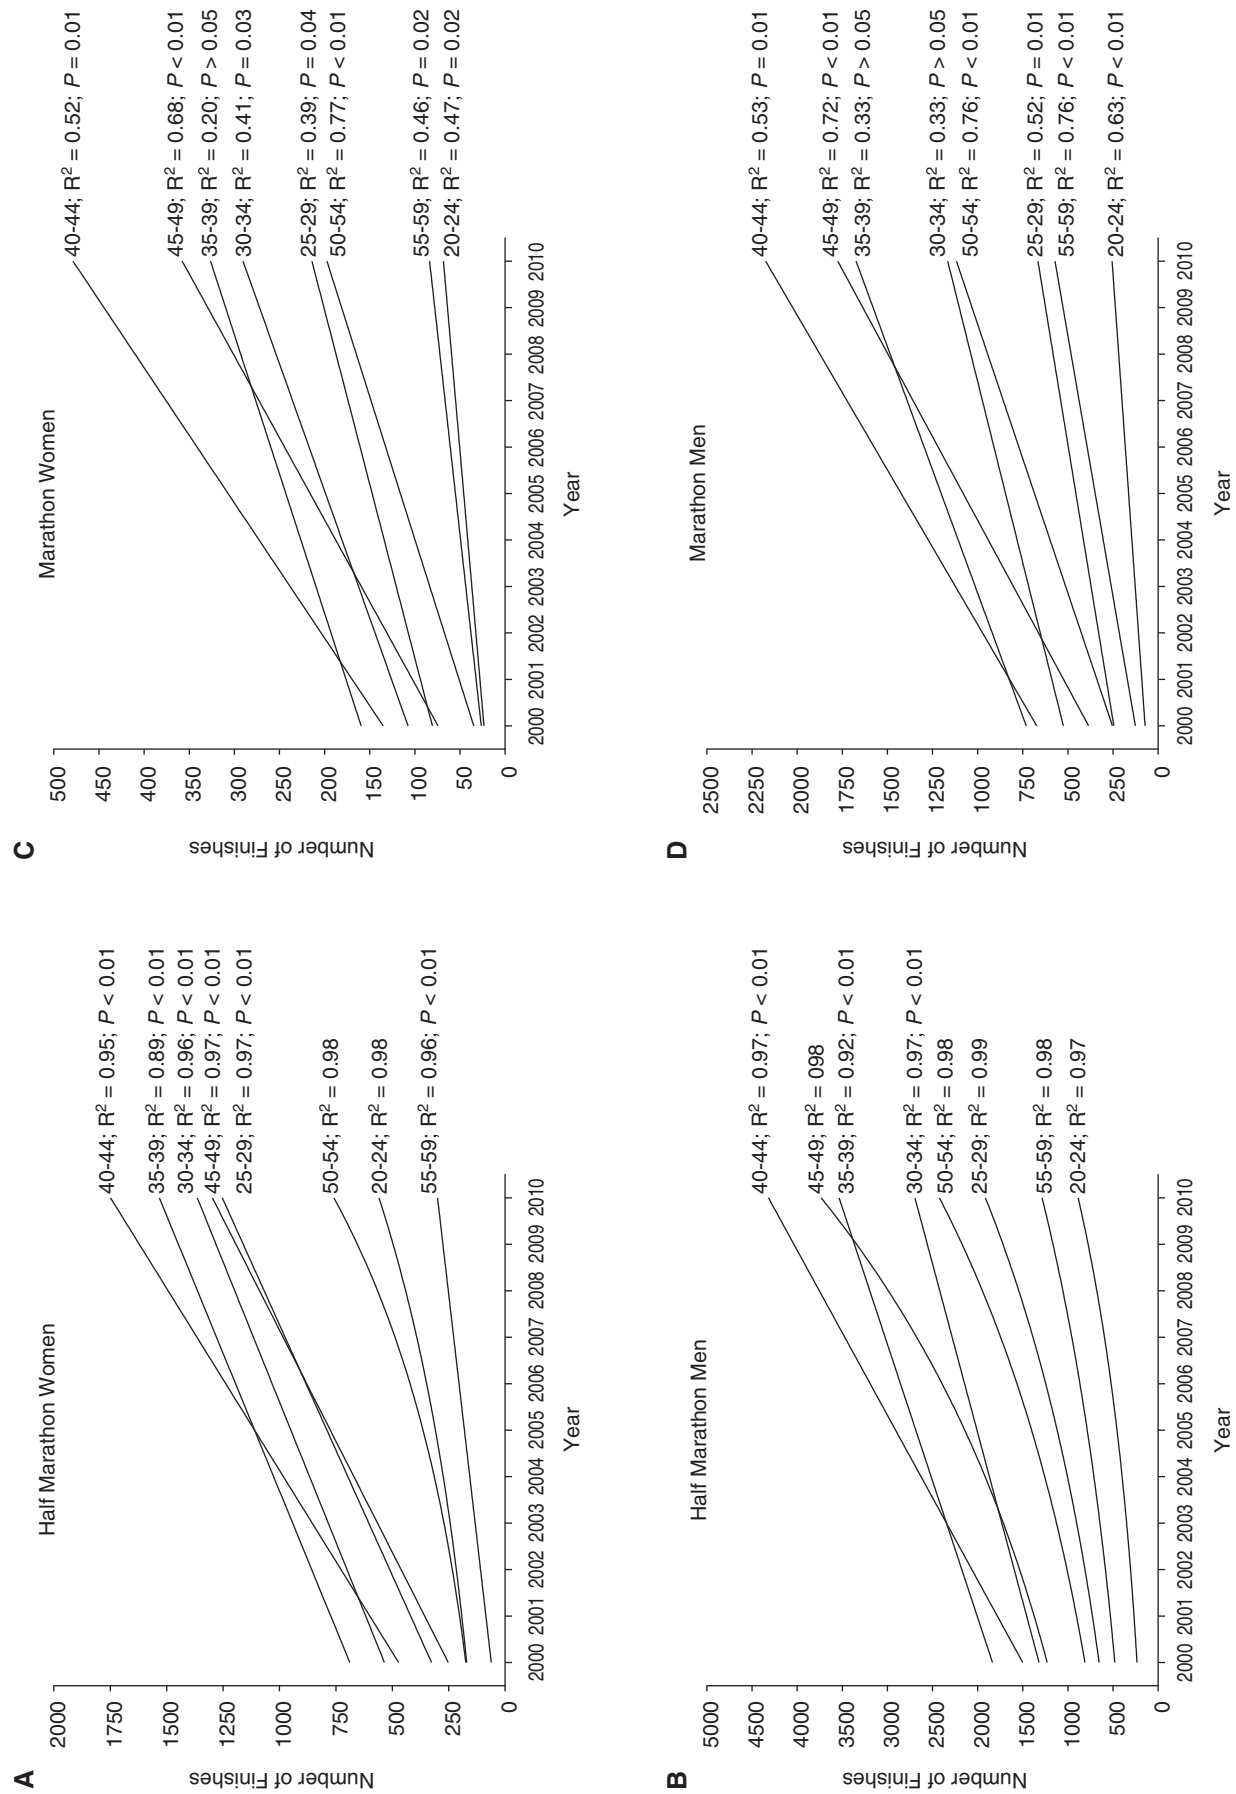 A
Half Marathon Women
Number of Finishes
2000
1750
1500
1250
1000
750
500
250
0
2000 2001 2002 2003 2004 2005 2006 2007 2008 2009 2010
Year
40-44; R² = 0.95; P < 0.01
35-39; R² = 0.89; P < 0.01
30-34; R² = 0.96; P < 0.01
45-49; R² = 0.97; P < 0.01
25-29; R² = 0.97; P < 0.01
50-54; R² = 0.98
20-24; R² = 0.98
55-59; R² = 0.96; P < 0.01
C
Marathon Women
Number of Finishes
500
450
400
350
300
250
200
150
100
50
0
2000 2001 2002 2003 2004 2005 2006 2007 2008 2009 2010
Year
40-44; R² = 0.52; P = 0.01
45-49; R² = 0.68; P < 0.01
35-39; R² = 0.20; P > 0.05
30-34; R² = 0.41; P = 0.03
25-29; R² = 0.39; P = 0.04
50-54; R² = 0.77; P < 0.01
55-59; R² = 0.46; P = 0.02
20-24; R² = 0.47; P = 0.02
B
Half Marathon Men
Number of Finishes
5000
4500
4000
3500
3000
2500
2000
1500
1000
500
0
2000 2001 2002 2003 2004 2005 2006 2007 2008 2009 2010
Year
40-44; R² = 0.97; P < 0.01
45-49; R² = 098
35-39; R² = 0.92; P < 0.01
30-34; R² = 0.97; P < 0.01
50-54; R² = 0.98
25-29; R² = 0.99
55-59; R² = 0.98
20-24; R² = 0.97
D
Marathon Men
Number of Finishes
2500
2250
2000
1750
1500
1250
1000
750
500
250
0
2000 2001 2002 2003 2004 2005 2006 2007 2008 2009 2010
Year
40-44; R² = 0.53; P = 0.01
45-49; R² = 0.72; P < 0.01
35-39; R² = 0.33; P > 0.05
30-34; R² = 0.33; P > 0.05
50-54; R² = 0.76; P < 0.01
25-29; R² = 0.52; P = 0.01
55-59; R² = 0.76; P < 0.01
20-24; R² = 0.63; P < 0.01